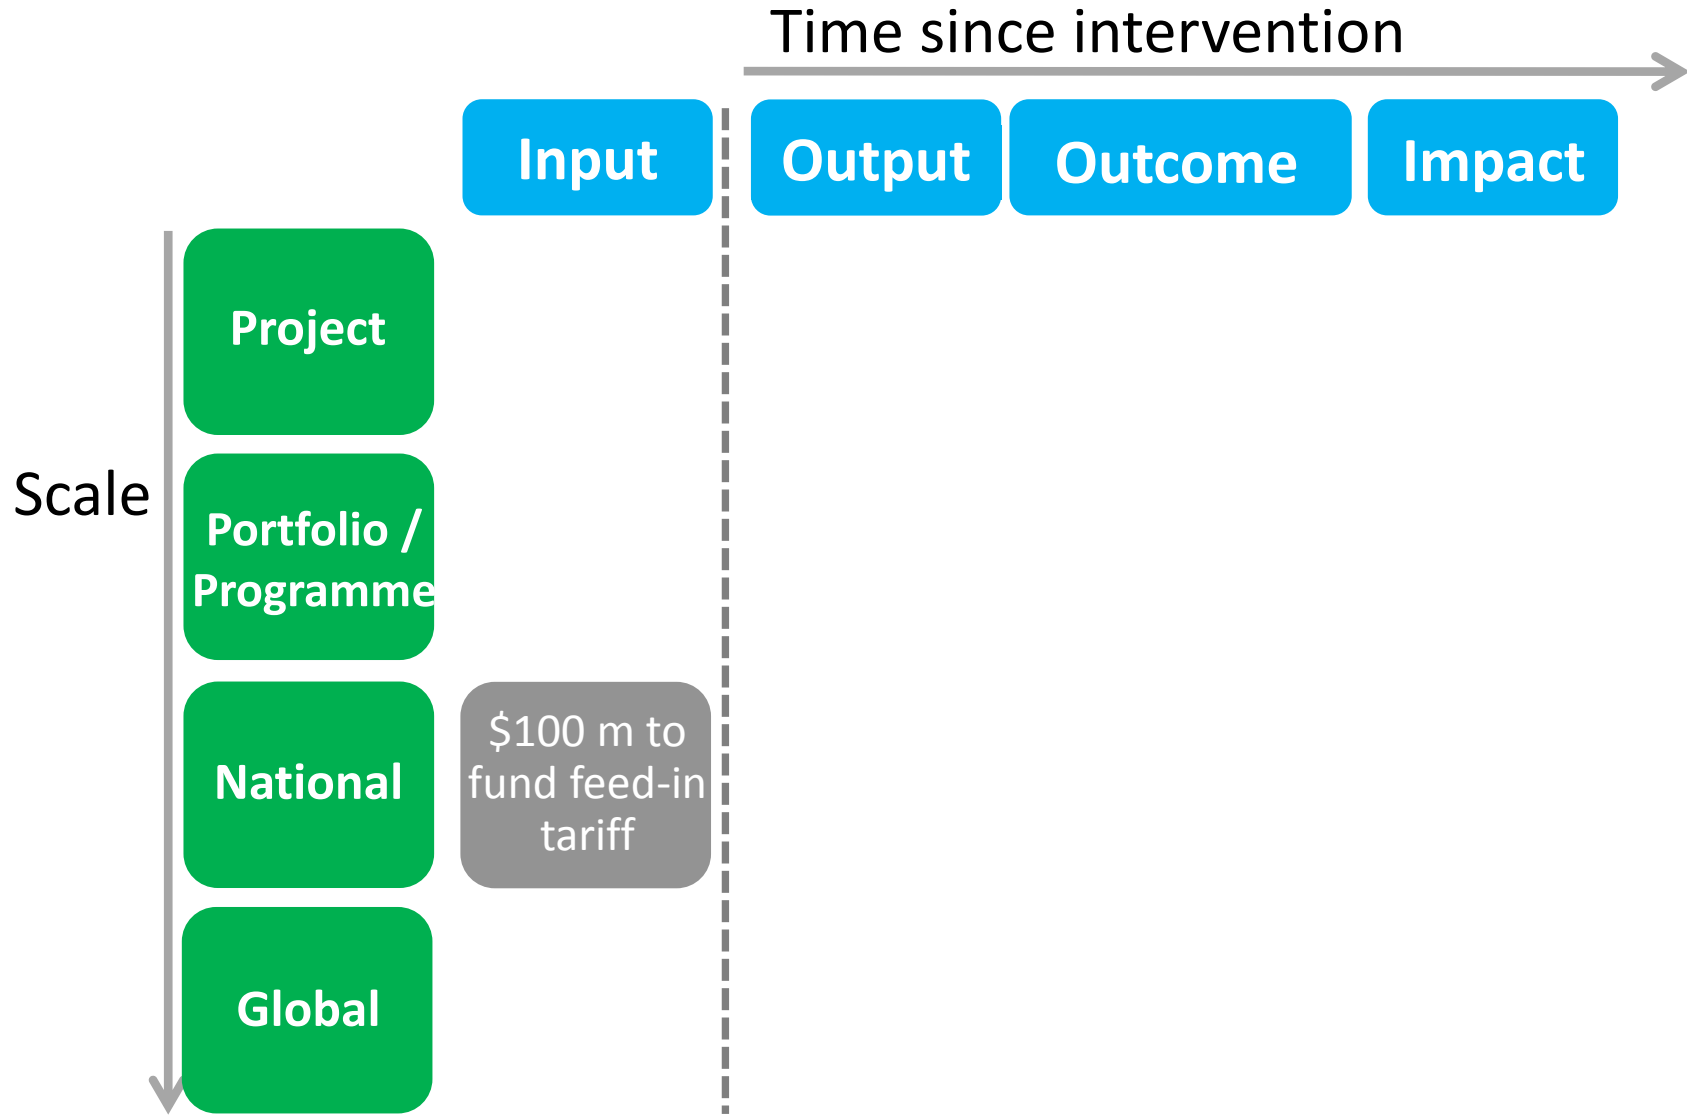 Time since intervention
Input
Output
Outcome
Impact
Project
Scale
Portfolio /
Programme
National
$100 m to
fund feed-in
tariff
Global